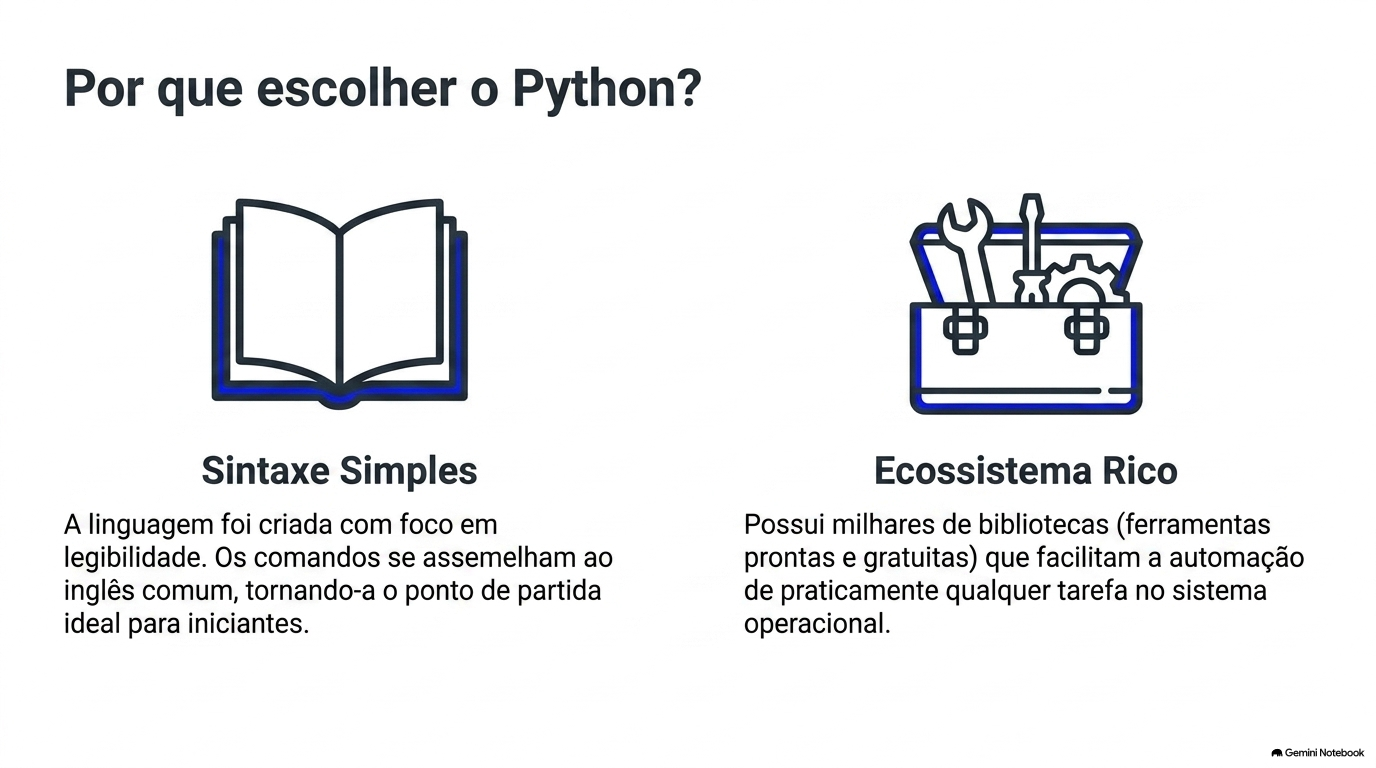 Por que escolher o Python?
Sintaxe Simples
A linguagem foi criada com foco em
legibilidade. Os comandos se assemelham ao
inglês comum, tornando-a o ponto de partida
ideal para iniciantes.
Ecossistema Rico
Possui milhares de bibliotecas (ferramentas
prontas e gratuitas) que facilitam a automação
de praticamente qualquer tarefa no sistema
operacional.
Gemini Notebook